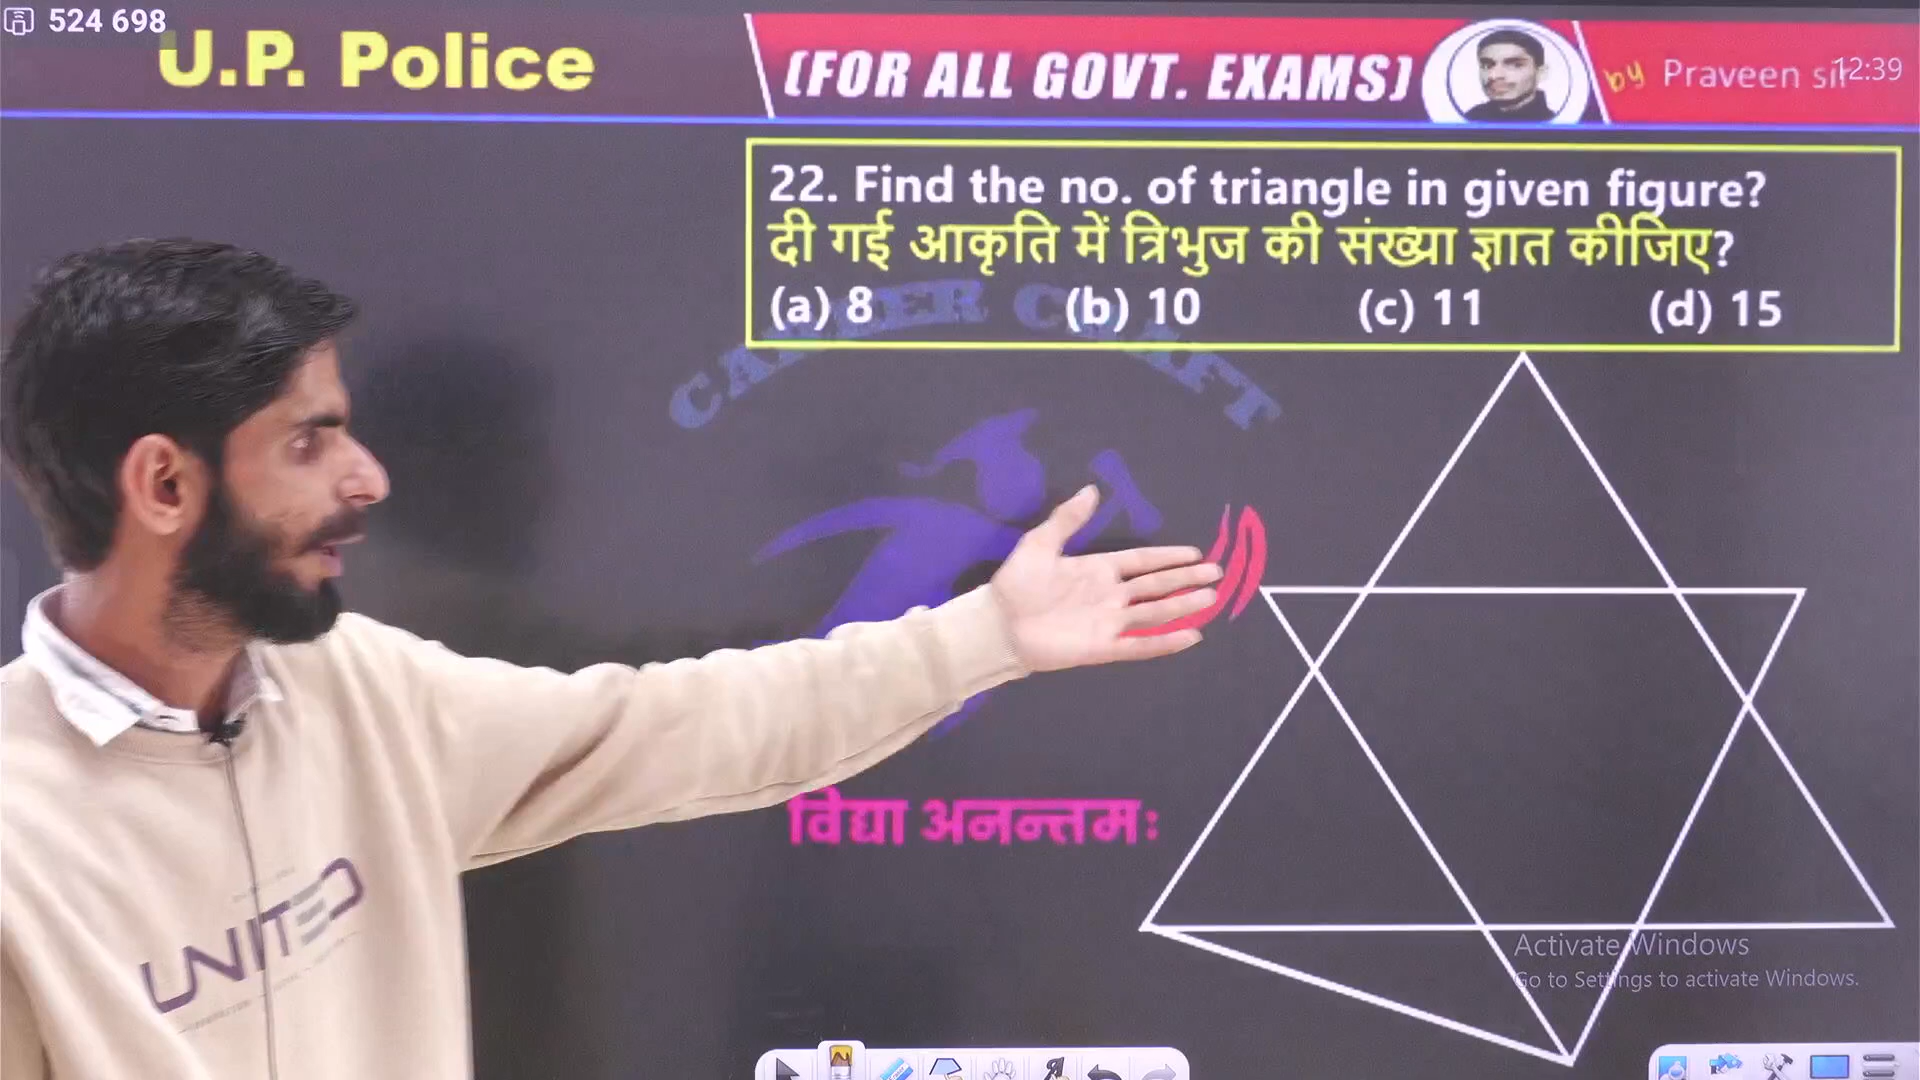 524 698
U.P. Police
(FOR ALL GOVT. EXAMS)
by Praveen sir
12:39
22. Find the no. of triangle in given figure?
दी गई आकृति में त्रिभुज की संख्या ज्ञात कीजिए?
(a) 8 (b) 10 (c) 11 (d) 15
CAREER CRAFT
विद्या अनन्तमः
UNITED
Activate Windows
Go to Settings to activate Windows.